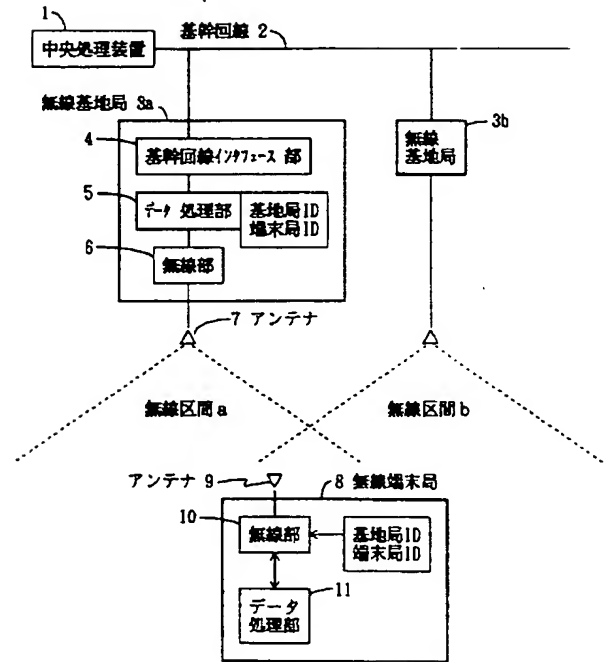 1
中央処理装置
基幹回線 2
無線基地局 3a
4
基幹回線インタフェース 部
5
データ 処理部
基地局ID
端末局ID
6
無線部
7 アンテナ
3b
無線
基地局
無線区間a
無線区間b
アンテナ 9
8 無線端末局
10
無線部
基地局ID
端末局ID
11
データ
処理部